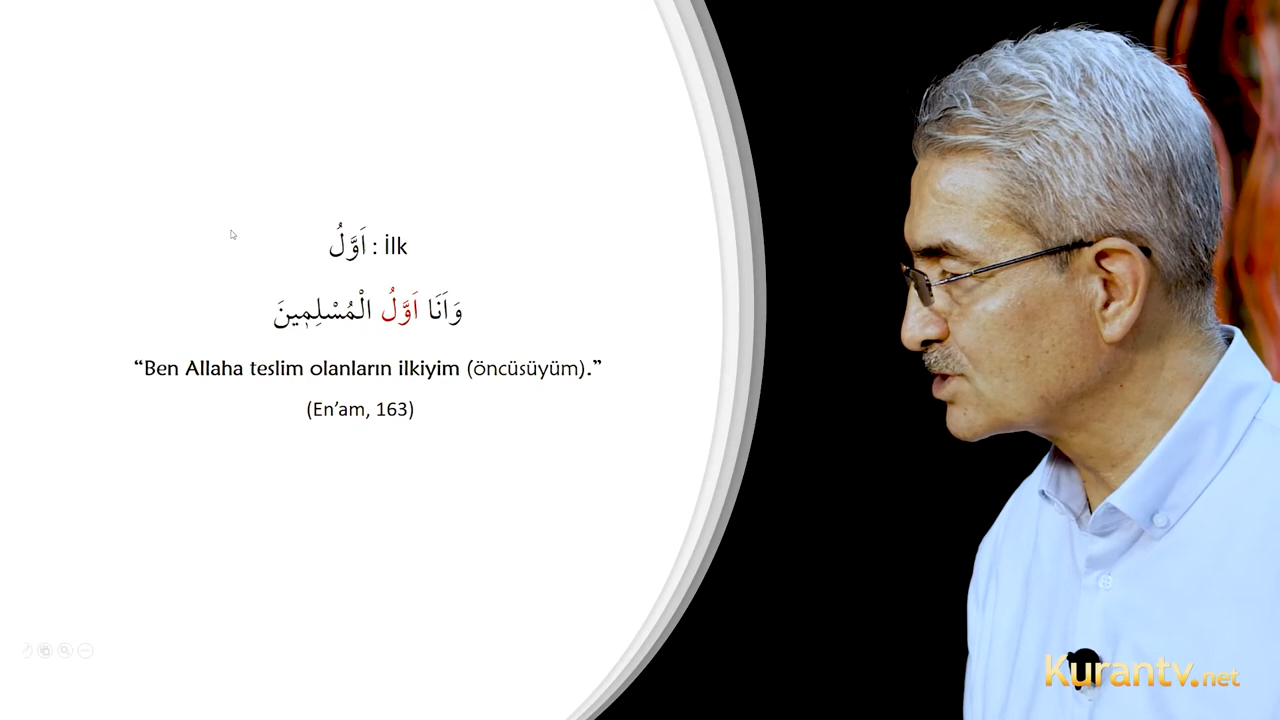 اَوَّلُ : İlk
وَاَنَا اَوَّلُ الْمُسْلِمٖينَ
“Ben Allaha teslim olanların ilkiyim (öncüsüyüm).”
(En’am, 163)
Kurantv.net